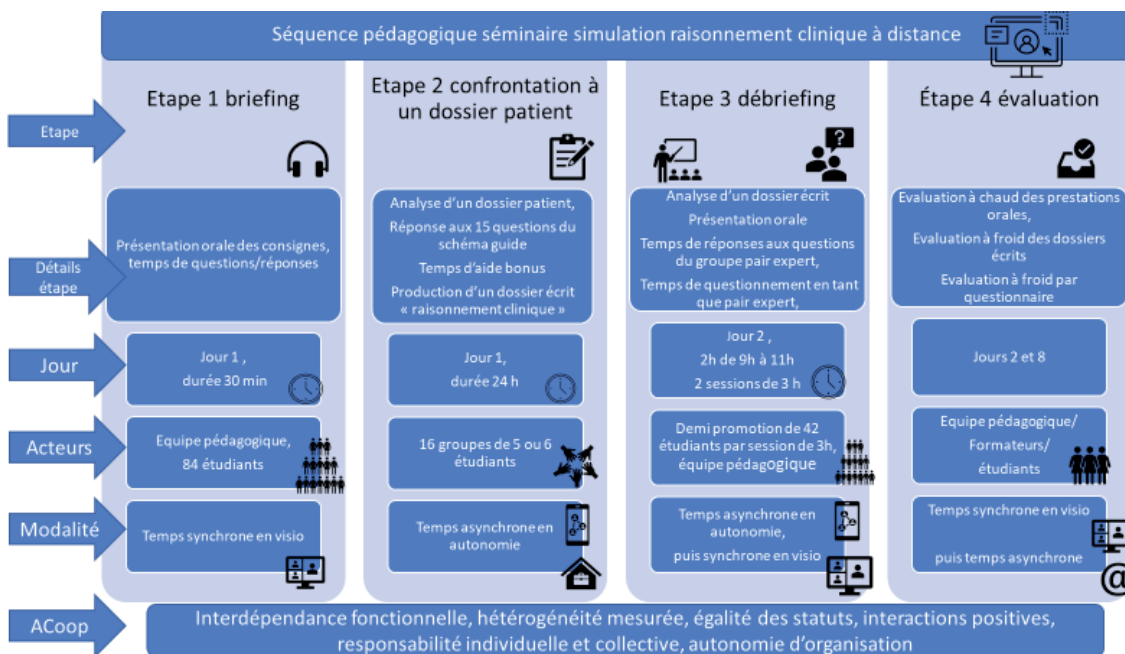 Séquence pédagogique séminaire simulation raisonnement clinique à distance
Etape
Etape 1 briefing
Etape 2 confrontation à
un dossier patient
Etape 3 débriefing
Étape 4 évaluation
?
Détails
étape
Présentation orale des consignes,
temps de questions/réponses
Analyse d'un dossier patient,
Réponse aux 15 questions du
schéma guide
Temps d'aide bonus
Production d'un dossier écrit
« raisonnement clinique »
Analyse d'un dossier écrit
Présentation orale
Temps de réponses aux questions
du groupe pair expert,
Temps de questionnement en tant
que pair expert,
Evaluation à chaud des prestations
orales,
Evaluation à froid des dossiers
écrits
Evaluation à froid par
questionnaire
Jour
Jour 1 ,
durée 30 min
Jour 1,
durée 24 h
Jour 2 ,
2h de 9h à 11h
2 sessions de 3 h
Jours 2 et 8
Acteurs
Equipe pédagogique,
84 étudiants
16 groupes de 5 ou 6
étudiants
Demi promotion de 42
étudiants par session de 3h,
équipe pédagogique
Equipe pédagogique/
Formateurs/
étudiants
Modalité
Temps synchrone en visio
Temps asynchrone en
autonomie
Temps asynchrone en
autonomie,
puis synchrone en visio
Temps synchrone en visio
puis temps asynchrone
@
ACoop
Interdépendance fonctionnelle, hétérogénéité mesurée, égalité des statuts, interactions positives,
responsabilité individuelle et collective, autonomie d'organisation